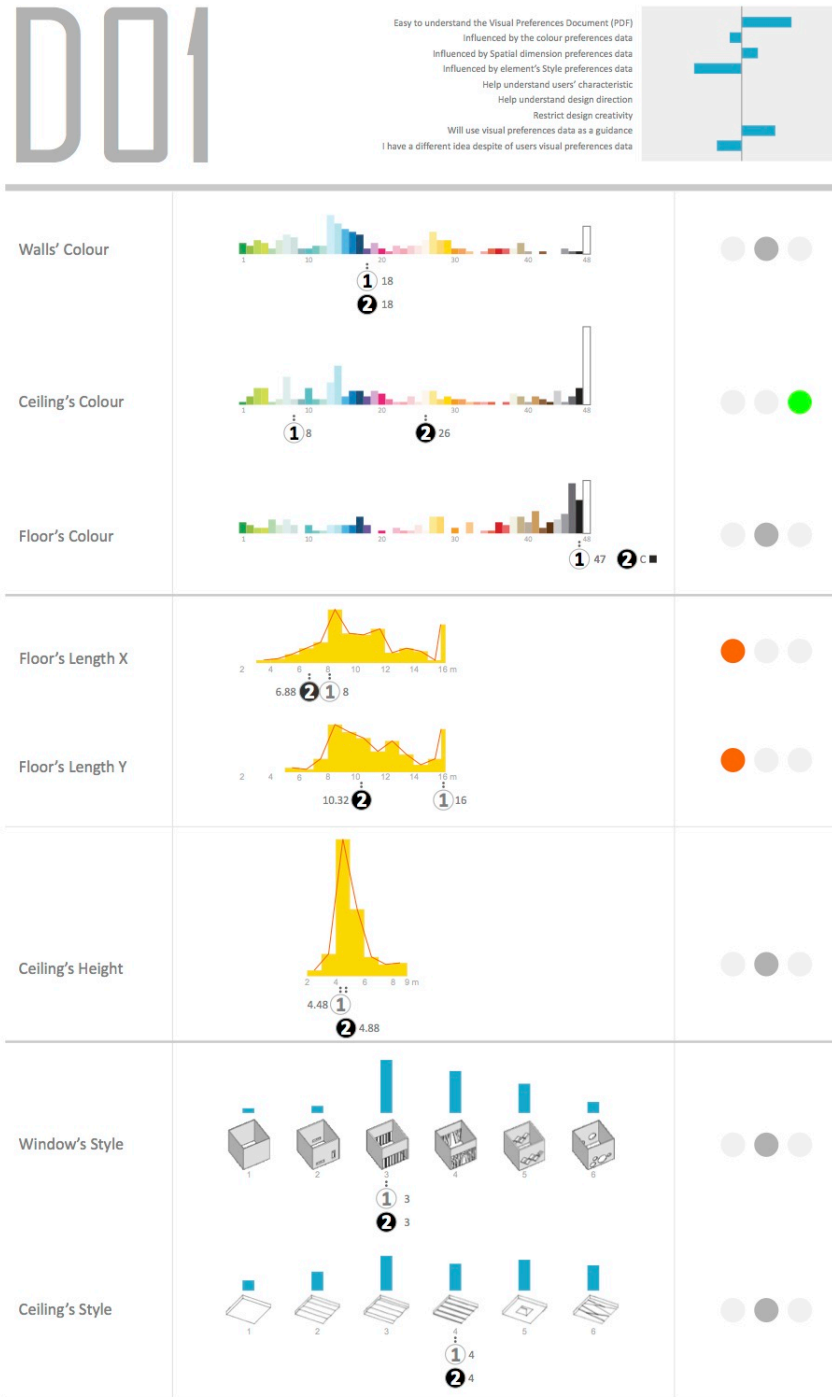 D01
Easy to understand the Visual Preferences Document (PDF)
Influenced by the colour preferences data
Influenced by Spatial dimension preferences data
Influenced by element's Style preferences data
Help understand users' characteristic
Help understand design direction
Restrict design creativity
Will use visual preferences data as a guidance
I have a different idea despite of users visual preferences data
Walls' Colour
1 10 20 30 40 48
1 18
2 18
Ceiling's Colour
1 10 20 30 40 48
1 8 2 26
Floor's Colour
1 10 20 30 40 48
1 47 2 C
Floor's Length X
2 4 6 8 10 12 14 16 m
6.88 2 1 8
Floor's Length Y
2 4 6 8 10 12 14 16 m
10.32 2 1 16
Ceiling's Height
2 4 6 8 9 m
4.48 1
2 4.88
Window's Style
1 2 3 4 5 6
1 3
2 3
Ceiling's Style
1 2 3 4 5 6
1 4
2 4